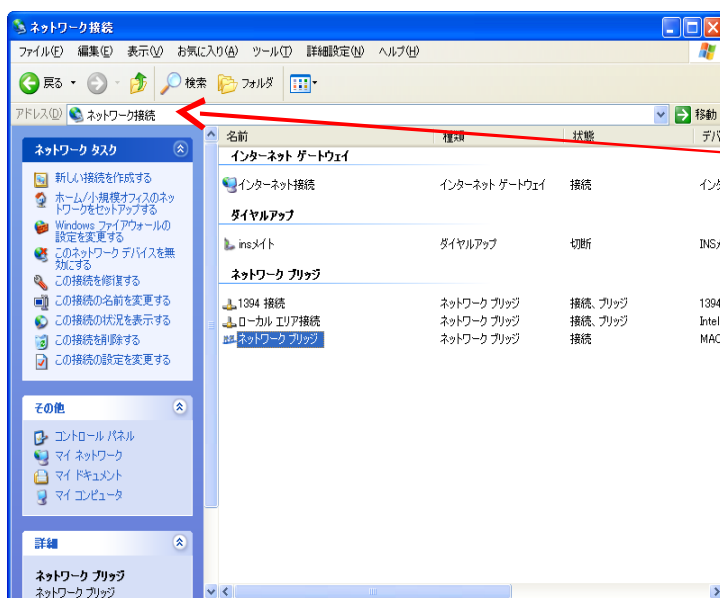 ネットワーク接続
ファイル(F) 編集(E) 表示(V) お気に入り(A) ツール(T) 詳細設定(N) ヘルプ(H)
戻る 検索 フォルダ
アドレス(D) ネットワーク接続 移動
ネットワーク タスク
新しい接続を作成する
ホーム/小規模オフィスのネッ
トワークをセットアップする
Windows ファイアウォールの
設定を変更する
このネットワーク デバイスを無
効にする
この接続を修復する
この接続の名前を変更する
この接続の状況を表示する
この接続を削除する
この接続の設定を変更する
その他
コントロール パネル
マイ ネットワーク
マイ ドキュメント
マイ コンピュータ
詳細
ネットワーク ブリッジ
ネットワーク ブリッジ
名前 種類 状態 デバ
インターネット ゲートウェイ
インターネット接続 インターネット ゲートウェイ 接続 インタ
ダイヤルアップ
insメイト ダイヤルアップ 切断 INSメ
ネットワーク ブリッジ
1394 接続 ネットワーク ブリッジ 接続、ブリッジ 1394
ローカル エリア接続 ネットワーク ブリッジ 接続、ブリッジ Intel
ネットワーク ブリッジ ネットワーク ブリッジ 接続 MAC